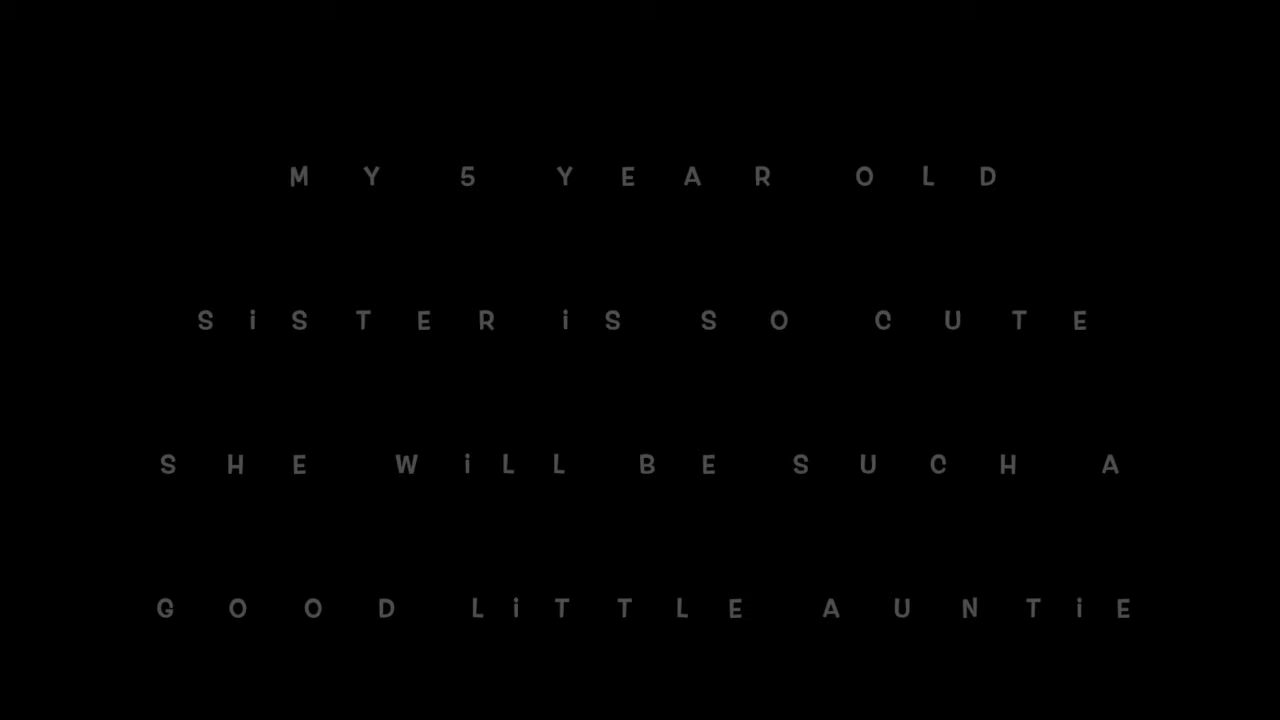 MY 5 YEAR OLD
SiSTER iS SO CUTE
SHE WiLL BE SUCH A
GOOD LiTTLE AUNTiE